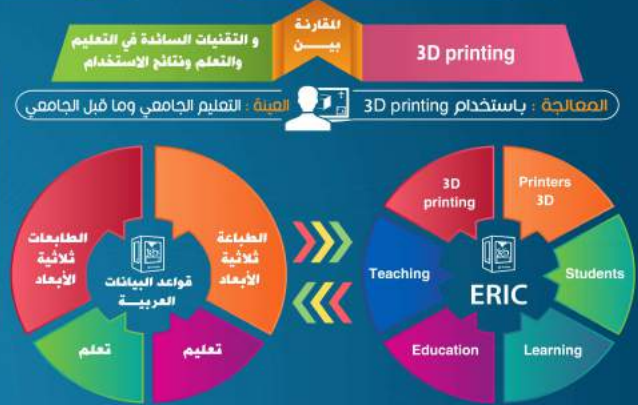 المقارنة
بيــــن
3D printing
و التقنيات السائدة في التعليم
والتعلم ونتائج الاستخدام
المعالجة : باستخدام 3D printing
العينة : التعليم الجامعي وما قبل الجامعي
3D
printing
Printers
3D
Students
Learning
Education
Teaching
ERIC
الطباعة
ثلاثية
الأبعاد
الطابعات
ثلاثية
الأبعاد
قواعد البيانات
العربيـــة
تعليم
تعلم